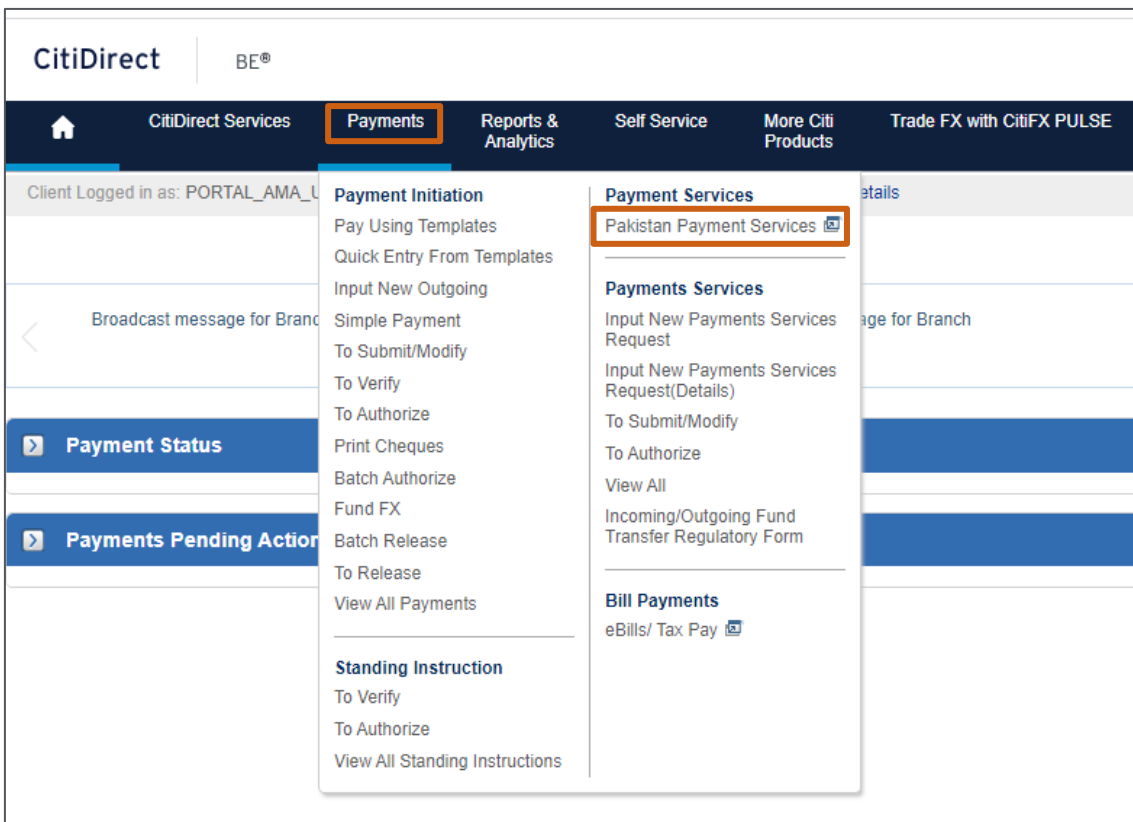 CitiDirect BE®
CitiDirect Services
Payments
Reports &
Analytics
Self Service
More Citi
Products
Trade FX with CitiFX PULSE
Client Logged in as: PORTAL_AMA_
etails
Broadcast message for Branc
age for Branch
Payment Status
Payments Pending Action
Payment Initiation
Pay Using Templates
Quick Entry From Templates
Input New Outgoing
Simple Payment
To Submit/Modify
To Verify
To Authorize
Print Cheques
Batch Authorize
Fund FX
Batch Release
To Release
View All Payments
Standing Instruction
To Verify
To Authorize
View All Standing Instructions
Payment Services
Pakistan Payment Services
Payments Services
Input New Payments Services
Request
Input New Payments Services
Request(Details)
To Submit/Modify
To Authorize
View All
Incoming/Outgoing Fund
Transfer Regulatory Form
Bill Payments
eBills/ Tax Pay